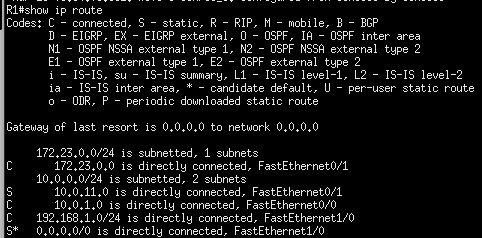 R1#show ip route
Codes: C - connected, S - static, R - RIP, M - mobile, B - BGP
D - EIGRP, EX - EIGRP external, O - OSPF, IA - OSPF inter area
N1 - OSPF NSSA external type 1, N2 - OSPF NSSA external type 2
E1 - OSPF external type 1, E2 - OSPF external type 2
i - IS-IS, su - IS-IS summary, L1 - IS-IS level-1, L2 - IS-IS level-2
ia - IS-IS inter area, * - candidate default, U - per-user static route
o - ODR, P - periodic downloaded static route
Gateway of last resort is 0.0.0.0 to network 0.0.0.0
172.23.0.0/24 is subnetted, 1 subnets
C 172.23.0.0 is directly connected, FastEthernet0/1
10.0.0.0/24 is subnetted, 2 subnets
S 10.0.11.0 is directly connected, FastEthernet0/1
C 10.0.1.0 is directly connected, FastEthernet0/0
C 192.168.1.0/24 is directly connected, FastEthernet1/0
S* 0.0.0.0/0 is directly connected, FastEthernet1/0